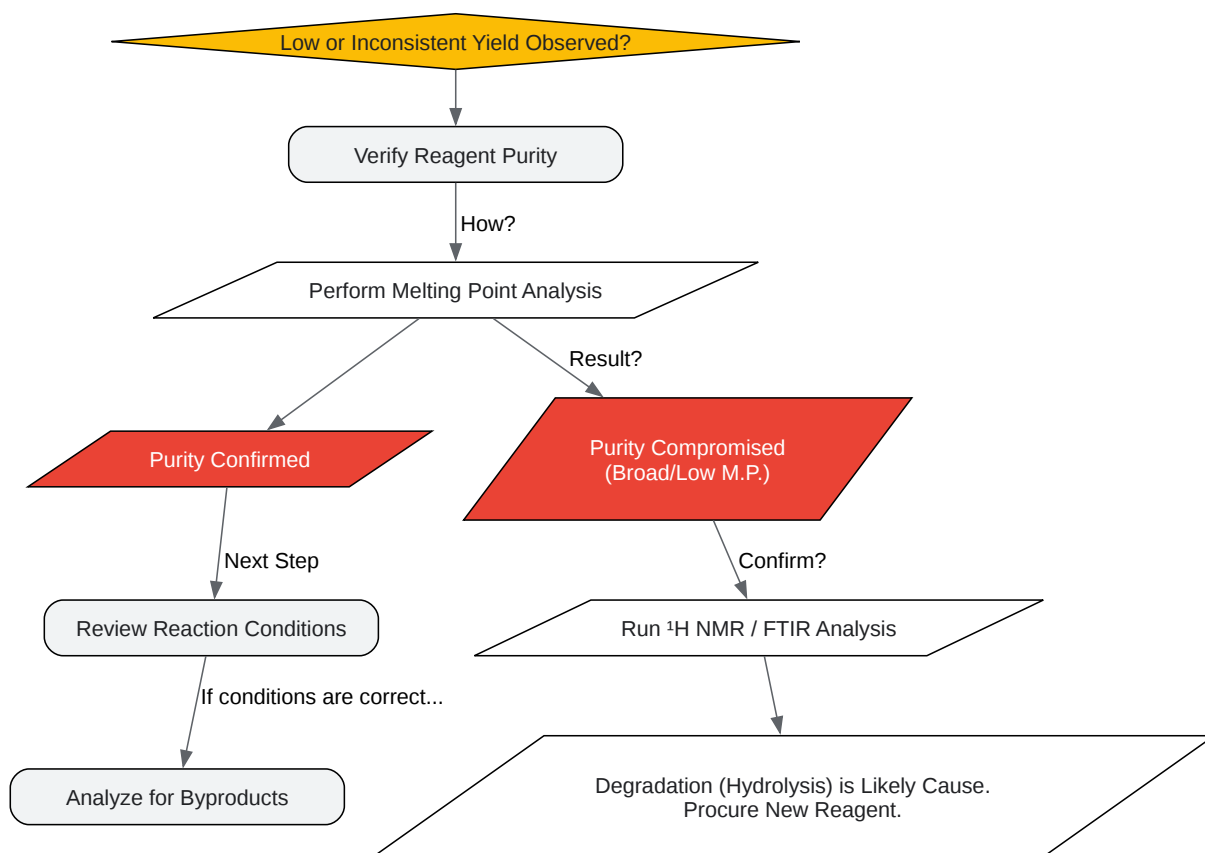 Low or Inconsistent Yield Observed?
Verify Reagent Purity
How?
Perform Melting Point Analysis
Result?
Purity Confirmed
Purity Compromised
(Broad/Low M.P.)
Next Step
Confirm?
Review Reaction Conditions
Run ¹H NMR / FTIR Analysis
If conditions are correct...
Analyze for Byproducts
Degradation (Hydrolysis) is Likely Cause.
Procure New Reagent.